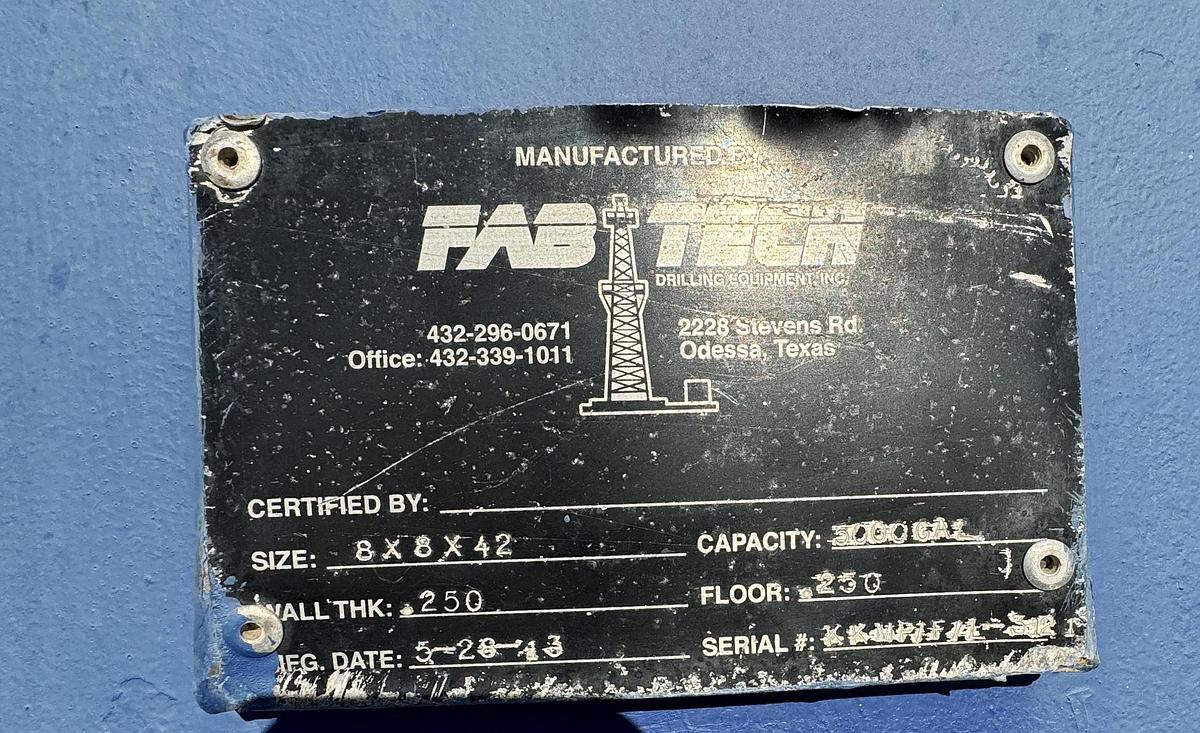 MANUFACTURED BY
FAB TECH
DRILLING EQUIPMENT, INC.
432-296-0671
Office: 432-339-1011
2228 Stevens Rd.
Odessa, Texas
CERTIFIED BY:
SIZE: 8 X 8 X 42
CAPACITY: GAL
WALL THK: .250
FLOOR: .250
MFG. DATE: 5-28-13
SERIAL #: